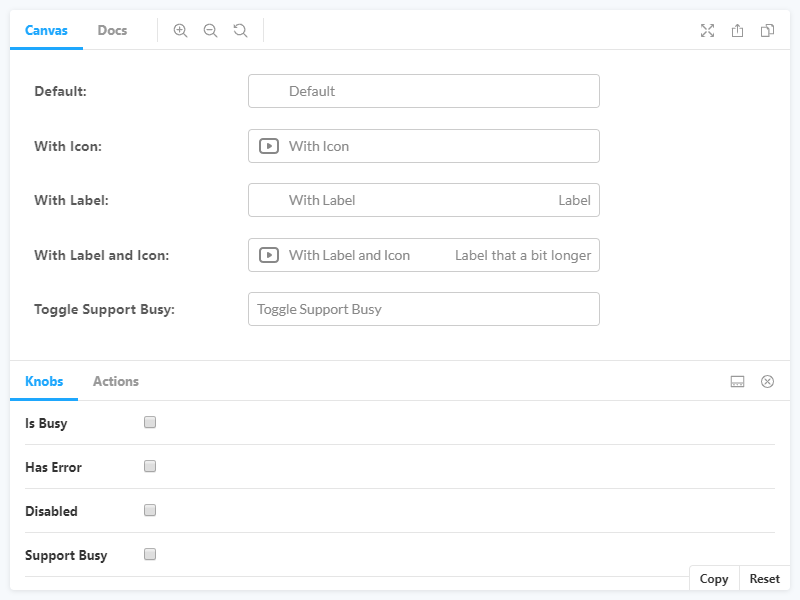 Canvas Docs
Default: Default
With Icon: With Icon
With Label: With Label Label
With Label and Icon: With Label and Icon Label that a bit longer
Toggle Support Busy: Toggle Support Busy
Knobs Actions
Is Busy
Has Error
Disabled
Support Busy
Copy Reset